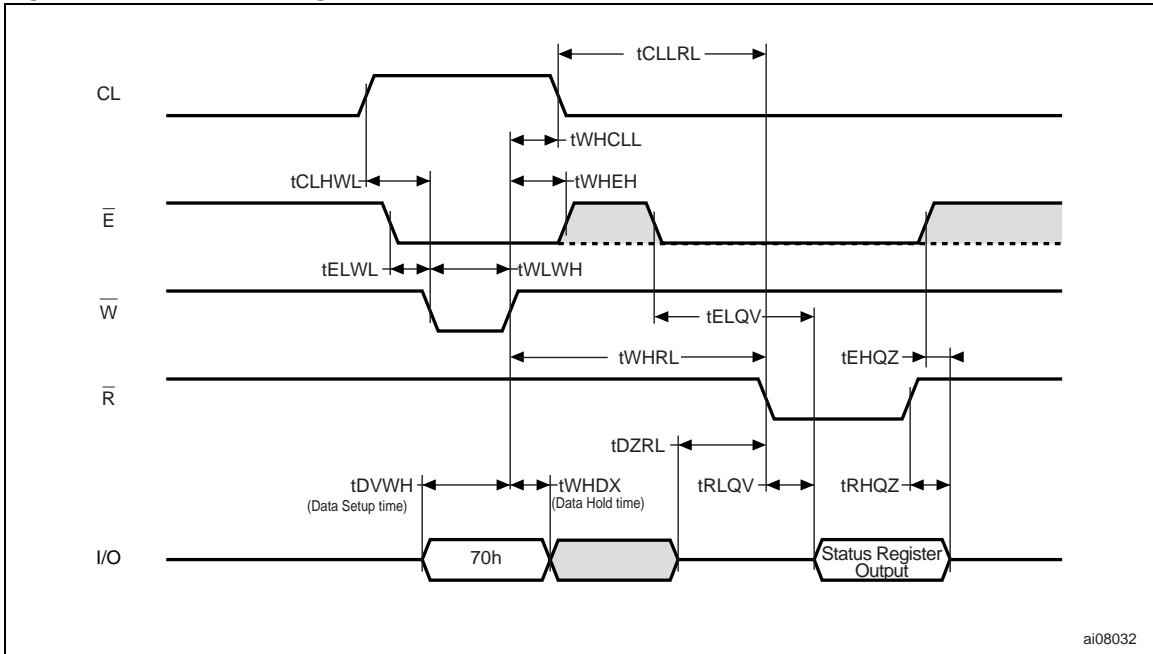 tCLLRL
CL
tWHCLL
tCLHWL
tWHEH
E
tELWL
tWLWH
W
tELQV
tWHRL
tEHQZ
R
tDZRL
tDVWH
(Data Setup time)
tWHDX
(Data Hold time)
tRLQV
tRHQZ
I/O
70h
Status Register
Output
ai08032